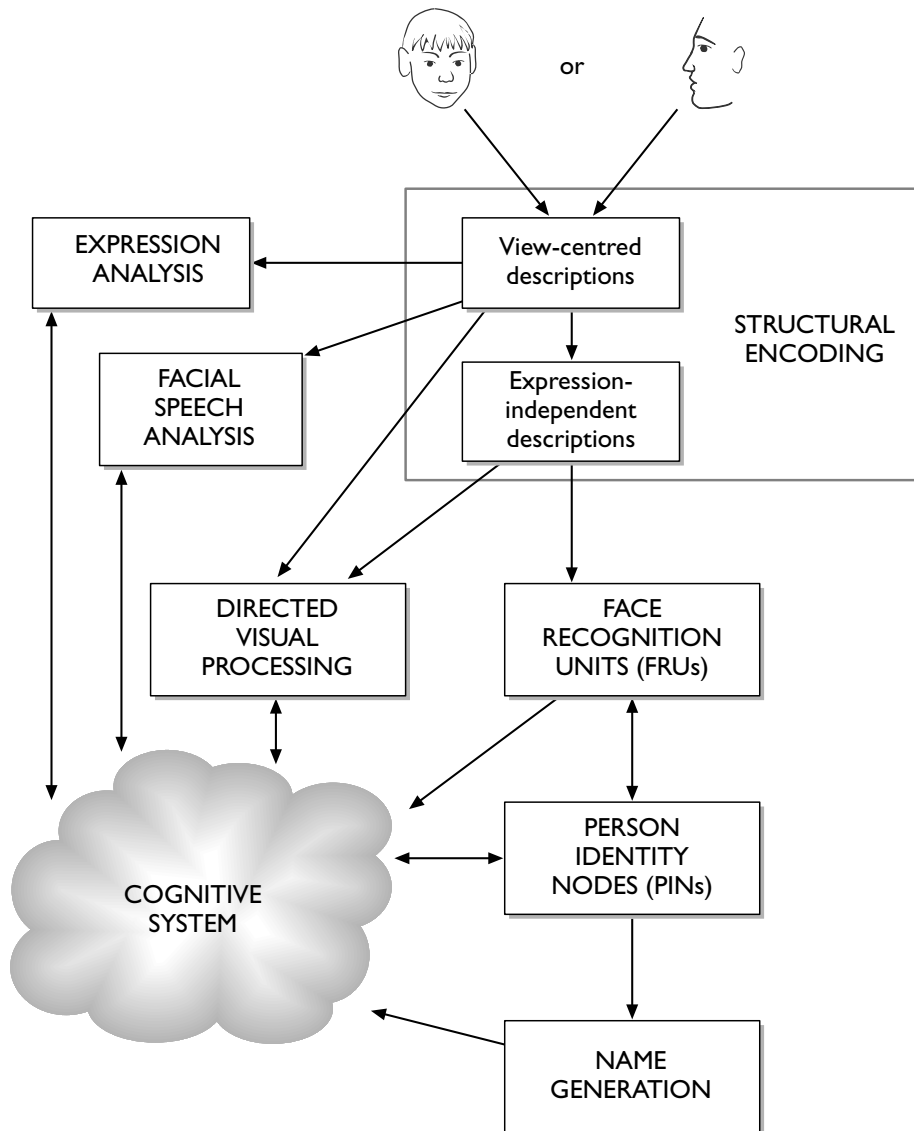 or
EXPRESSION
ANALYSIS
View-centred
descriptions
STRUCTURAL
ENCODING
FACIAL
SPEECH
ANALYSIS
Expression-
independent
descriptions
DIRECTED
VISUAL
PROCESSING
FACE
RECOGNITION
UNITS (FRUs)
COGNITIVE
SYSTEM
PERSON
IDENTITY
NODES (PINs)
NAME
GENERATION